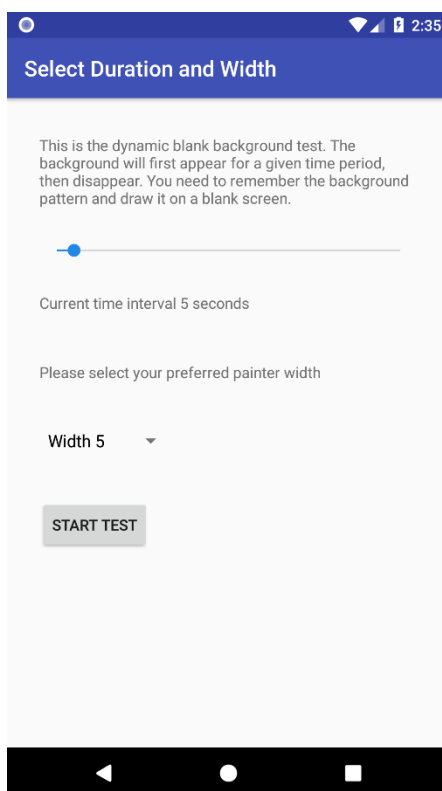 2:35
Select Duration and Width
This is the dynamic blank background test. The
background will first appear for a given time period,
then disappear. You need to remember the background
pattern and draw it on a blank screen.
Current time interval 5 seconds
Please select your preferred painter width
Width 5
START TEST